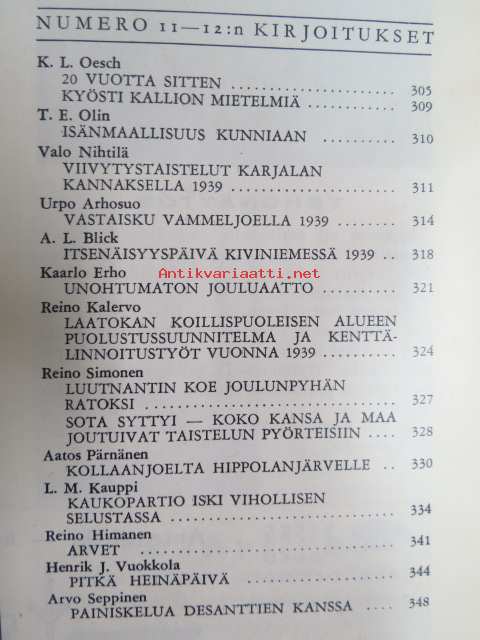 NUMERO 11—12:n KIRJOITUKSET
K. L. Oesch
20 VUOTTA SITTEN .................... 305
KYÖSTI KALLION MIETELMIÄ .......... 309
T. E. Olin
ISÄNMAALLISUUS KUNNIAAN .......... 310
Valo Nihtilä
VIIVYTYSTAISTELUT KARJALAN
KANNAKSELLA 1939 .................. 311
Urpo Arhosuo
VASTAISKU VAMMELJOELLA 1939 ..... 314
A. L. Blick
ITSENÄISYYSPÄIVÄ KIVINIEMESSÄ 1939 .. 318
Kaarlo Erho
Antikvariaatti.net
UNOHTUMATON JOULUAATTO .......... 321
Reino Kalervo
LAATOKAN KOILLISPUOLEISEN ALUEEN
PUOLUSTUSSUUNNITELMA JA KENTTÄ-
LINNOITUSTYÖT VUONNA 1939 ........ 324
Reino Simonen
LUUTNANTIN KOE JOULUNPYHÄN
RATOKSI ............................ 327
SOTA SYTTYI — KOKO KANSA JA MAA
JOUTUIVAT TAISTELUN PYÖRTEISIIN .... 328
Aatos Pärnänen
KOLLAANJOELTA HIPPOLANJÄRVELLE .. 330
L. M. Kauppi
KAUKOPARTIO ISKI VIHOLLISEN
SELUSTASSA ......................... 334
Reino Himanen
ARVET ............................. 341
Henrik J. Vuokkola
PITKÄ HEINÄPÄIVÄ ................... 344
Arvo Seppinen
PAINISKELUA DESANTTIEN KANSSA .... 348